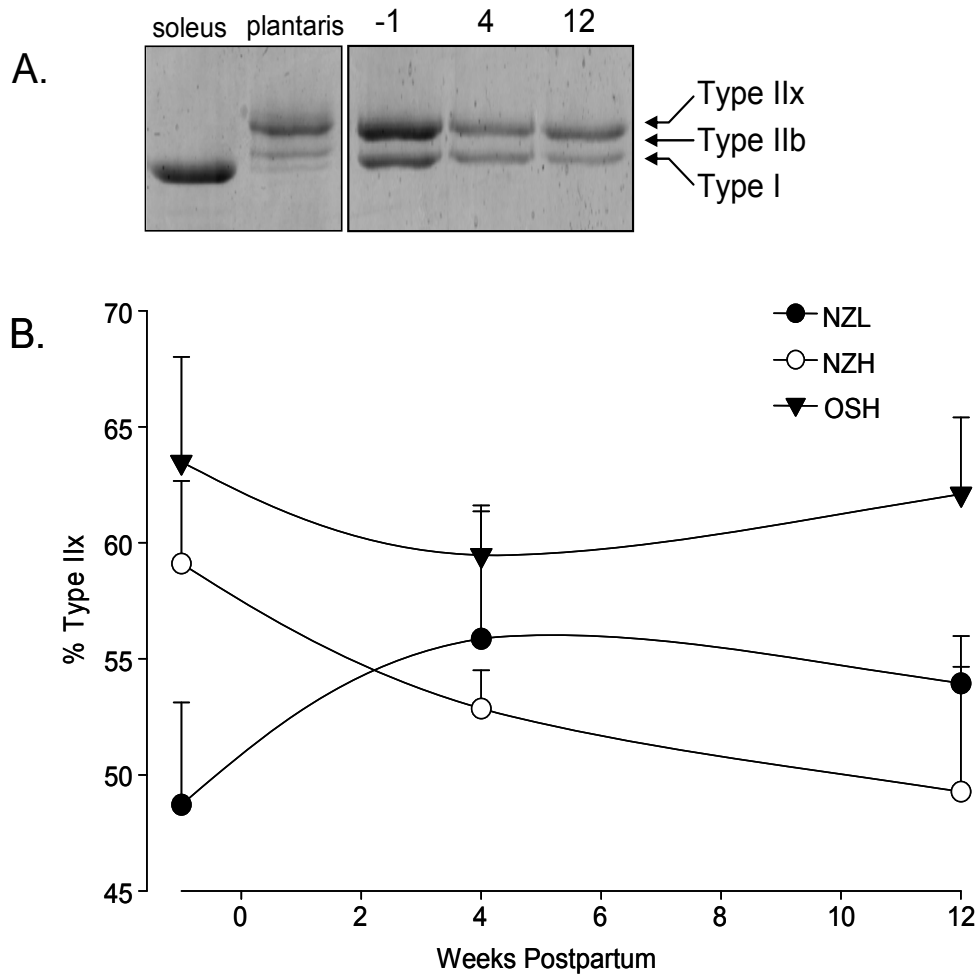 A.
soleus plantaris -1 4 12
Type IIx
Type IIb
Type I
B.
NZL
NZH
OSH
% Type IIx
70
65
60
55
50
45
0 2 4 6 8 10 12
Weeks Postpartum